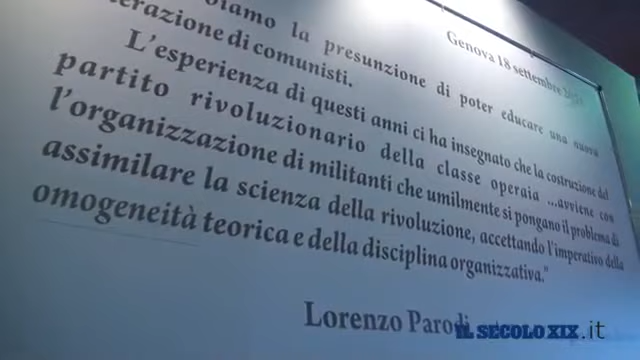 Genova 18 settembre
la presunzione di poter educare una nuova
di comunisti.
L'esperienza di questi anni ci ha insegnato che la costruzione del
partito rivoluzionario della classe operaia ...avviene con
l'organizzazione di militanti che umilmente si pongano il problema di
assimilare la scienza della rivoluzione, accettando l'imperativo della
omogeneità teorica e della disciplina organizzativa."
Lorenzo Parodi
IL SECOLO XIX.it